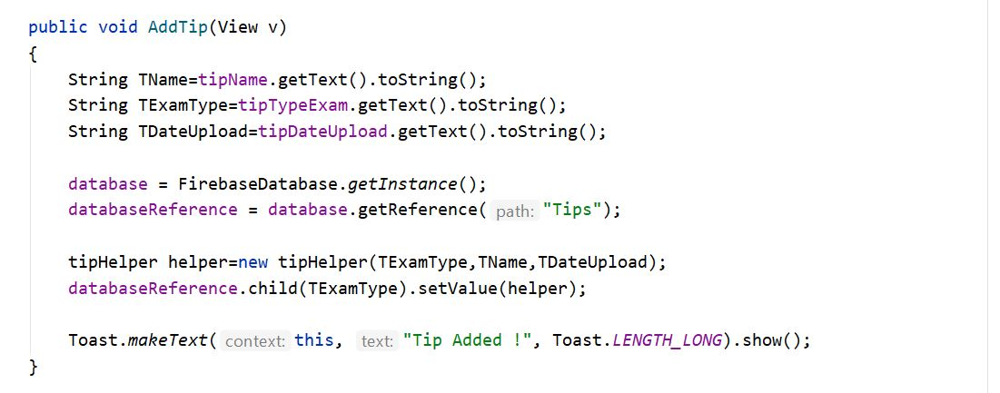 public void AddTip(View v)
{
    String TName=tipName.getText().toString();
    String TExamType=tipTypeExam.getText().toString();
    String TDateUpload=tipDateUpload.getText().toString();

    database = FirebaseDatabase.getInstance();
    databaseReference = database.getReference( path: "Tips");

    tipHelper helper=new tipHelper(TExamType,TName,TDateUpload);
    databaseReference.child(TExamType).setValue(helper);

    Toast.makeText( context: this, text: "Tip Added !", Toast.LENGTH_LONG).show();
}